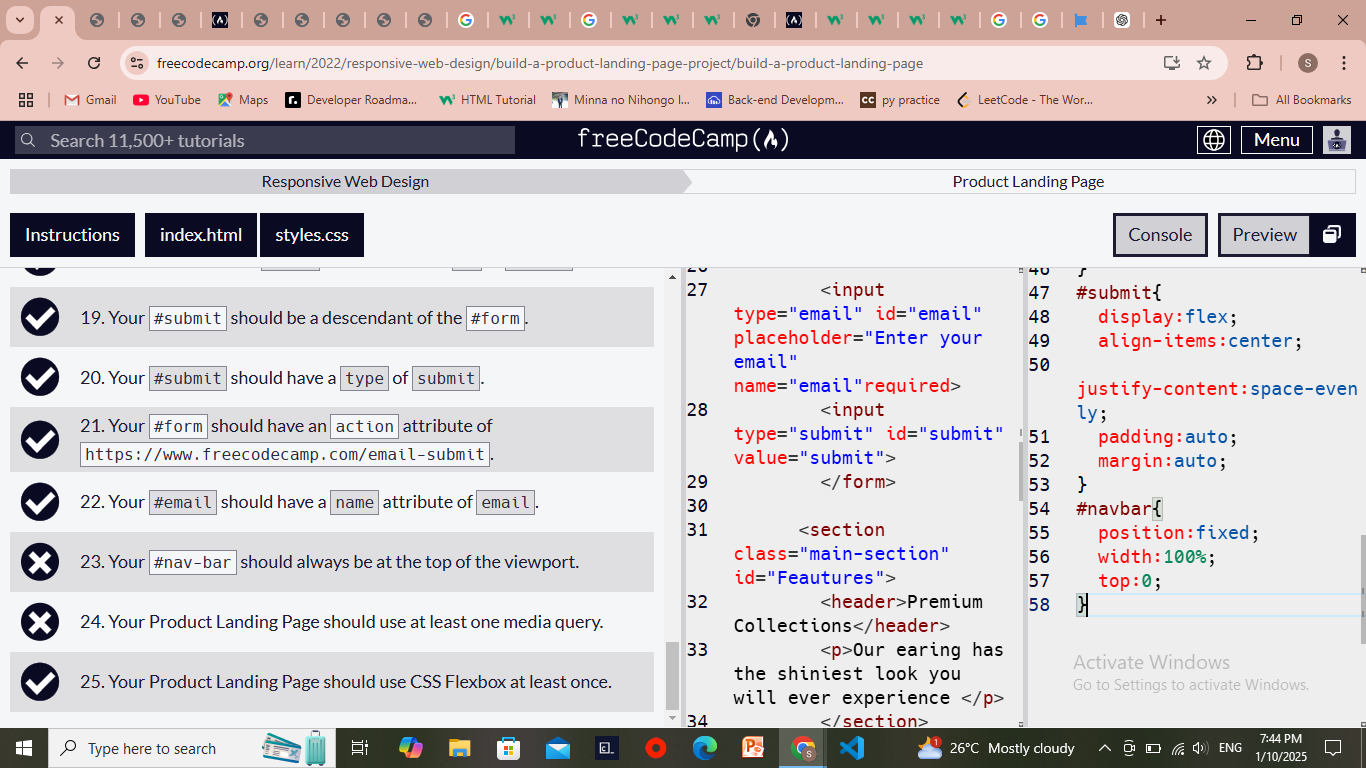 freecodecamp.org/learn/2022/responsive-web-design/build-a-product-landing-page-project/build-a-product-landing-page
S
Gmail
YouTube
Maps
Developer Roadma...
HTML Tutorial
Minna no Nihongo I...
Back-end Developm...
py practice
LeetCode - The Wor...
»
All Bookmarks
Search 11,500+ tutorials
freeCodeCamp
Menu
Responsive Web Design
Product Landing Page
Instructions
index.html
styles.css
Console
Preview
19. Your #submit should be a descendant of the #form.
20. Your #submit should have a type of submit.
21. Your #form should have an action attribute of
https://www.freecodecamp.com/email-submit.
22. Your #email should have a name attribute of email.
23. Your #nav-bar should always be at the top of the viewport.
24. Your Product Landing Page should use at least one media query.
25. Your Product Landing Page should use CSS Flexbox at least once.
27 <input
type="email" id="email"
placeholder="Enter your
email"
name="email"required>
28 <input
type="submit" id="submit"
value="submit">
29 </form>
30
31 <section
class="main-section"
id="Feautures">
32 <header>Premium
Collections</header>
33 <p>Our earing has
the shiniest look you
will ever experience </p>
34 </section>
46 }
47 #submit{
48 display:flex;
49 align-items:center;
50
justify-content:space-even
ly;
51 padding:auto;
52 margin:auto;
53 }
54 #navbar{
55 position:fixed;
56 width:100%;
57 top:0;
58 }
Activate Windows
Go to Settings to activate Windows.
Type here to search
26°C Mostly cloudy
ENG
7:44 PM
1/10/2025